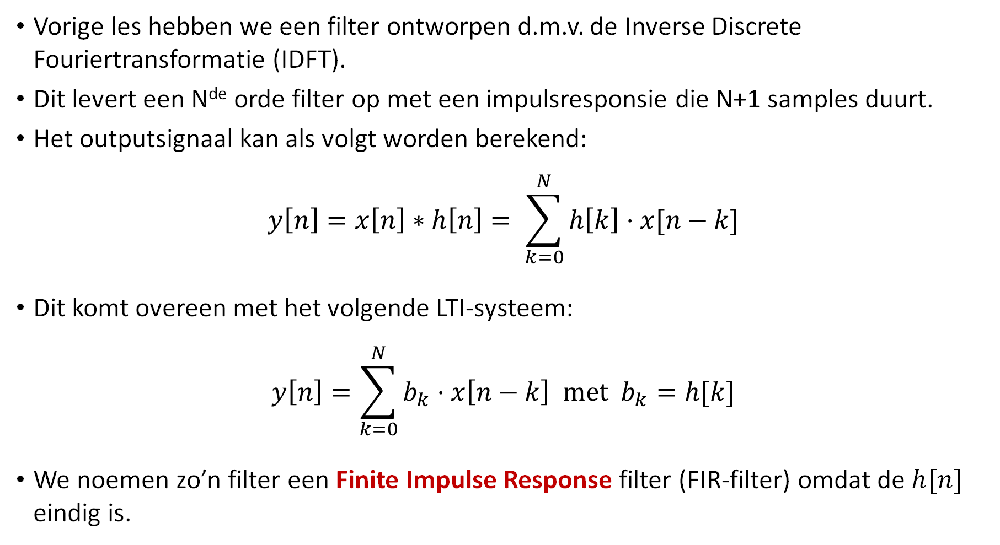 • Vorige les hebben we een filter ontworpen d.m.v. de Inverse Discrete
Fouriertransformatie (IDFT).
• Dit levert een Nᵈᵉ orde filter op met een impulsresponsie die N+1 samples duurt.
• Het outputsignaal kan als volgt worden berekend:
$y[n] = x[n] * h[n] = \sum_{k=0}^{N} h[k] \cdot x[n-k]$
• Dit komt overeen met het volgende LTI-systeem:
$y[n] = \sum_{k=0}^{N} b_k \cdot x[n-k] \text{ met } b_k = h[k]$
• We noemen zo’n filter een Finite Impulse Response filter (FIR-filter) omdat de $h[n]$
eindig is.